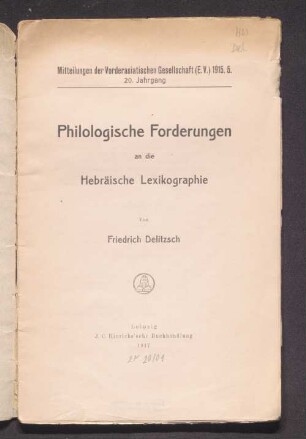 Del.
Mitteilungen der Vorderasiatischen Gesellschaft (E. V.) 1915. 5.
20. Jahrgang
Philologische Forderungen
an die
Hebräische Lexikographie
Von
Friedrich Delitzsch
Leipzig
J. C. Hinrichs'sche Buchhandlung